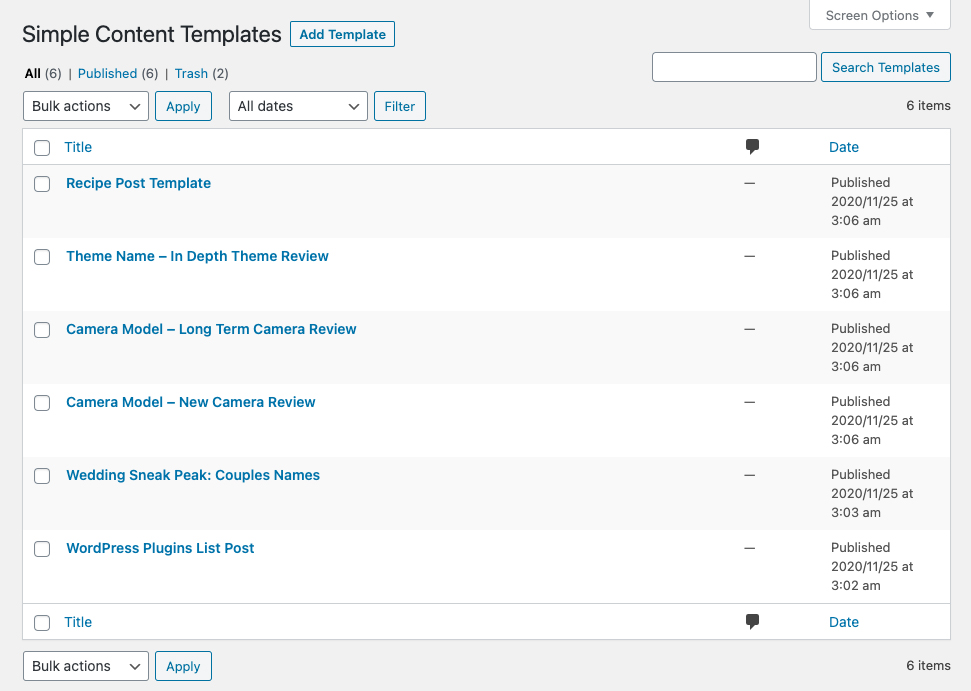 Screen Options ▼
Simple Content Templates Add Template
All (6) | Published (6) | Trash (2)
Search Templates
Bulk actions Apply All dates Filter 6 items
Title Date
Recipe Post Template — Published
2020/11/25 at
3:06 am
Theme Name – In Depth Theme Review — Published
2020/11/25 at
3:06 am
Camera Model – Long Term Camera Review — Published
2020/11/25 at
3:06 am
Camera Model – New Camera Review — Published
2020/11/25 at
3:06 am
Wedding Sneak Peak: Couples Names — Published
2020/11/25 at
3:03 am
WordPress Plugins List Post — Published
2020/11/25 at
3:02 am
Title Date
Bulk actions Apply 6 items